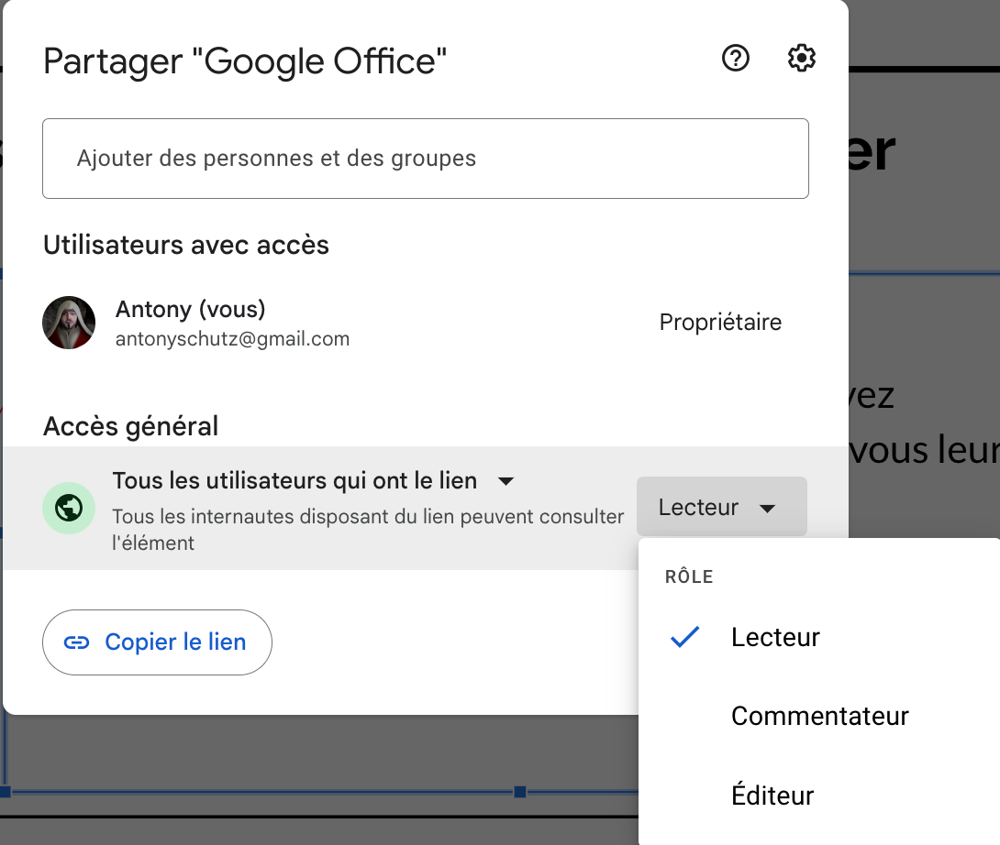 Partager "Google Office"
Ajouter des personnes et des groupes
Utilisateurs avec accès
Antony (vous)
antonyschutz@gmail.com
Propriétaire
Accès général
Tous les utilisateurs qui ont le lien
Tous les internautes disposant du lien peuvent consulter
l'élément
Lecteur
RÔLE
Lecteur
Commentateur
Éditeur
Copier le lien
er
vez
vous leur